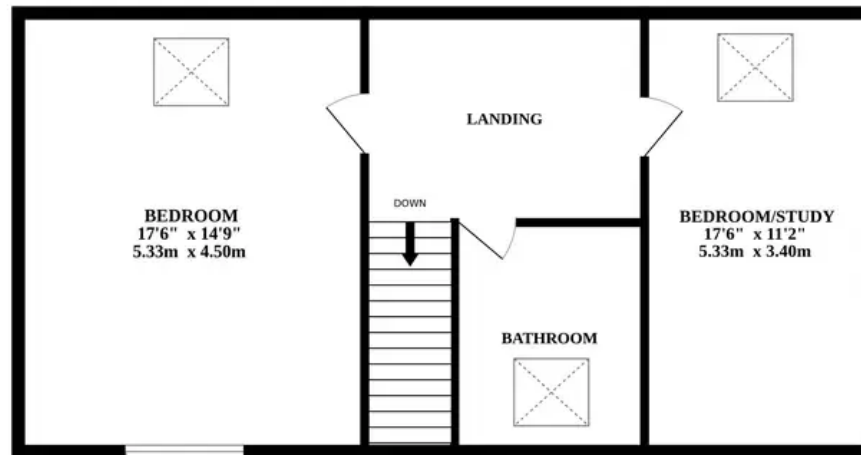 LANDING
DOWN
BEDROOM
17'6" x 14'9"
5.33m x 4.50m
BEDROOM/STUDY
17'6" x 11'2"
5.33m x 3.40m
BATHROOM